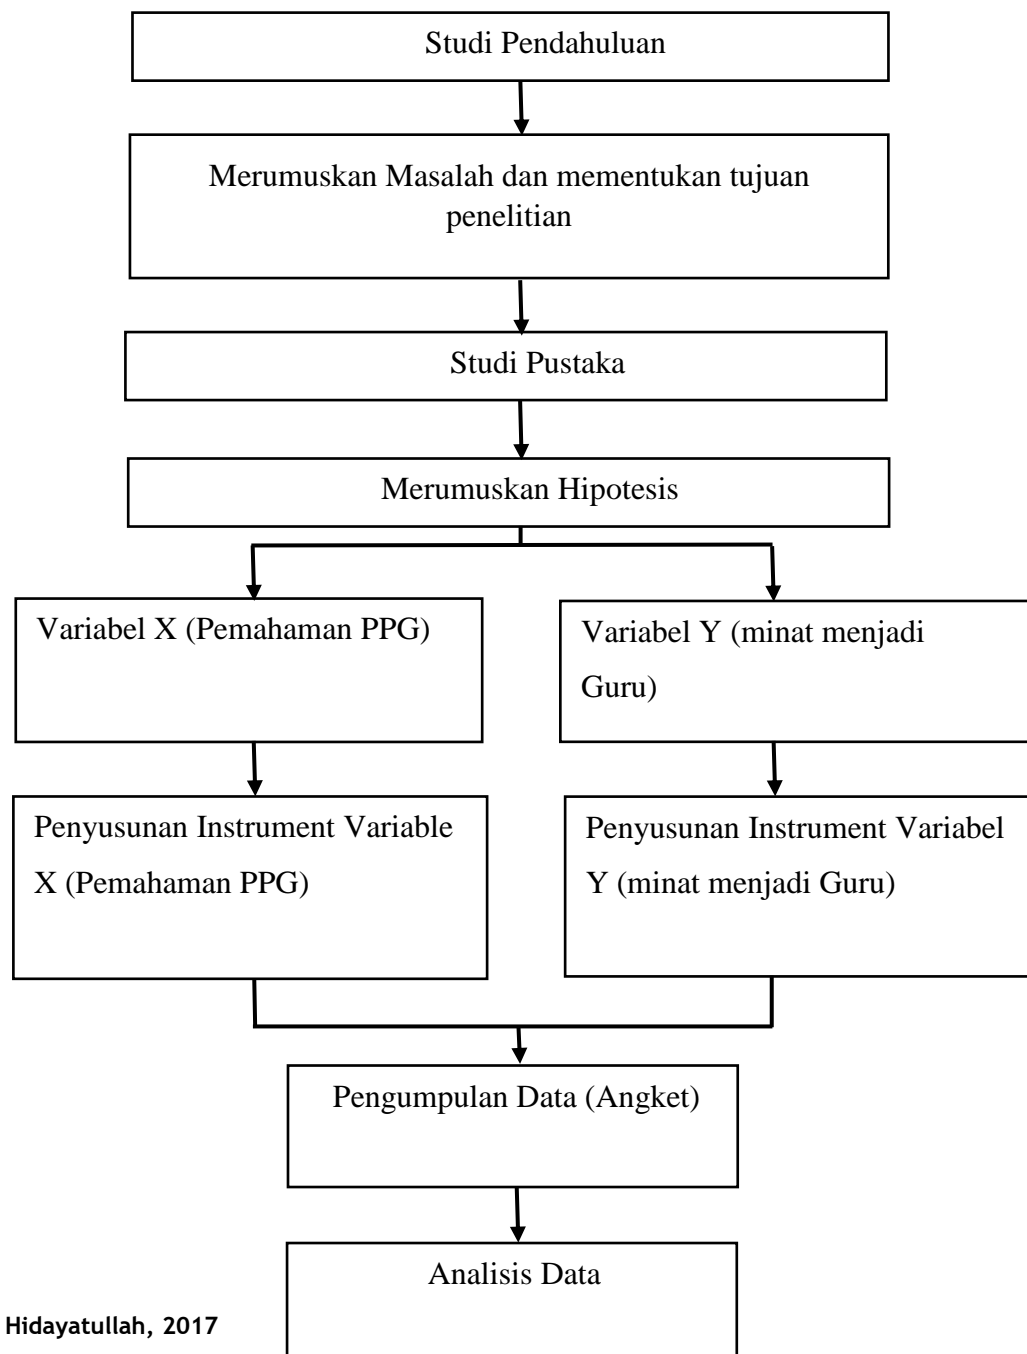 Studi Pendahuluan
Merumuskan Masalah dan mementukan tujuan
penelitian
Studi Pustaka
Merumuskan Hipotesis
Variabel X (Pemahaman PPG)
Variabel Y (minat menjadi
Guru)
Penyusunan Instrument Variable
X (Pemahaman PPG)
Penyusunan Instrument Variabel
Y (minat menjadi Guru)
Pengumpulan Data (Angket)
Analisis Data
Hidayatullah, 2017